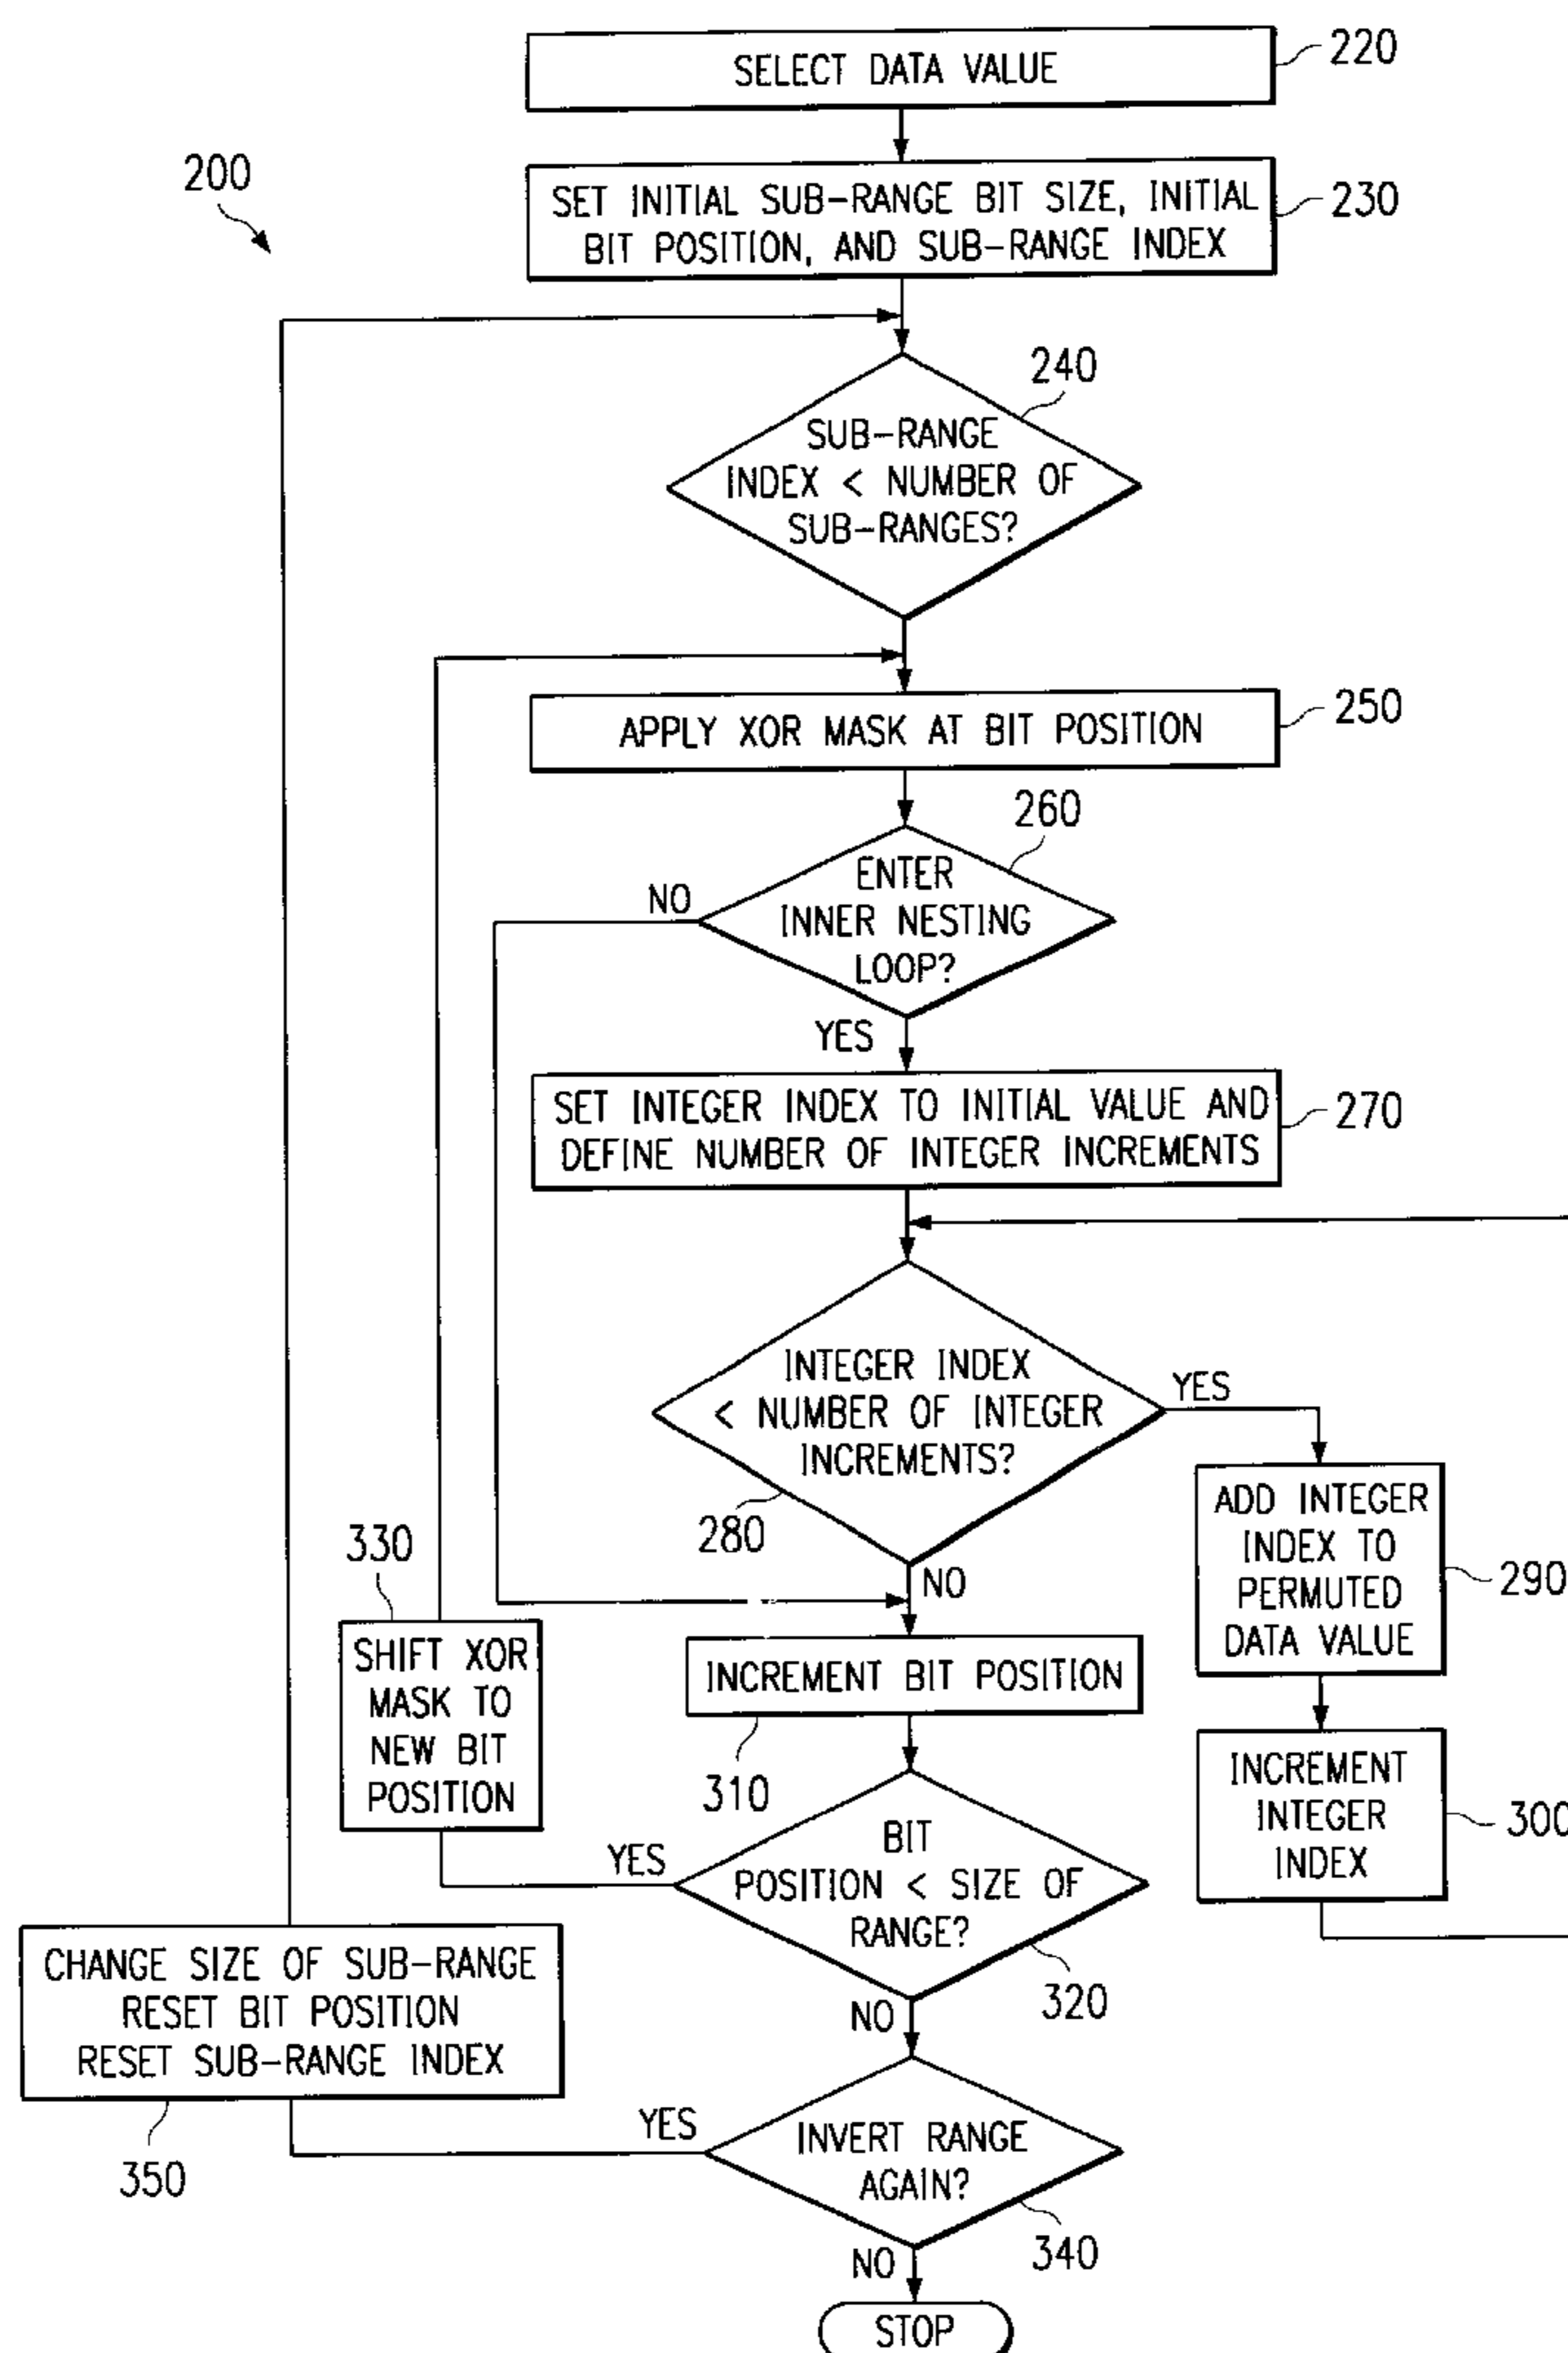 SELECT DATA VALUE
220
200
SET INITIAL SUB-RANGE BIT SIZE, INITIAL
BIT POSITION, AND SUB-RANGE INDEX
230
240
SUB-RANGE
INDEX < NUMBER OF
SUB-RANGES?
APPLY XOR MASK AT BIT POSITION
250
260
ENTER
INNER NESTING
LOOP?
NO
YES
SET INTEGER INDEX TO INITIAL VALUE AND
DEFINE NUMBER OF INTEGER INCREMENTS
270
INTEGER INDEX
< NUMBER OF INTEGER
INCREMENTS?
YES
280
NO
ADD INTEGER
INDEX TO
PERMUTED
DATA VALUE
290
330
SHIFT XOR
MASK TO
NEW BIT
POSITION
INCREMENT BIT POSITION
310
INCREMENT
INTEGER
INDEX
300
BIT
POSITION < SIZE OF
RANGE?
YES
320
NO
CHANGE SIZE OF SUB-RANGE
RESET BIT POSITION
RESET SUB-RANGE INDEX
350
YES
INVERT RANGE
AGAIN?
340
NO
STOP